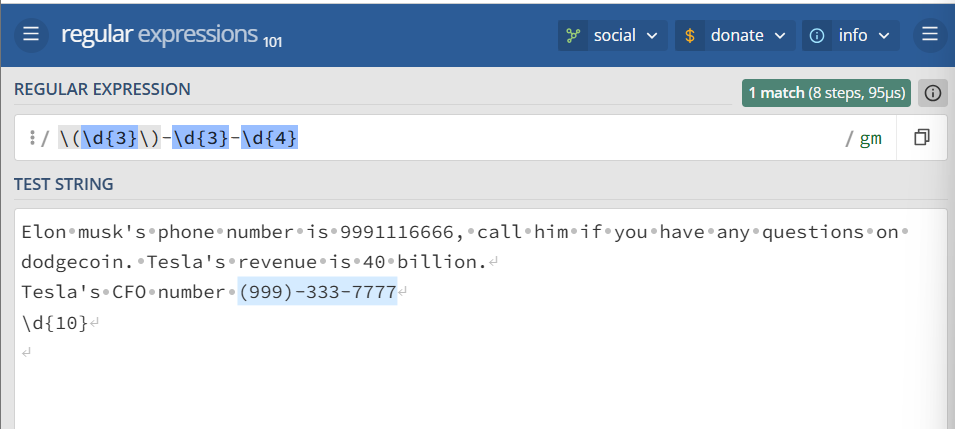 regular expressions 101
social
donate
info
REGULAR EXPRESSION
1 match (8 steps, 95μs)
/ \(\d{3}\)-\d{3}-\d{4} / gm
TEST STRING
Elon musk's phone number is 9991116666, call him if you have any questions on
dodgecoin. Tesla's revenue is 40 billion.
Tesla's CFO number (999)-333-7777
\d{10}